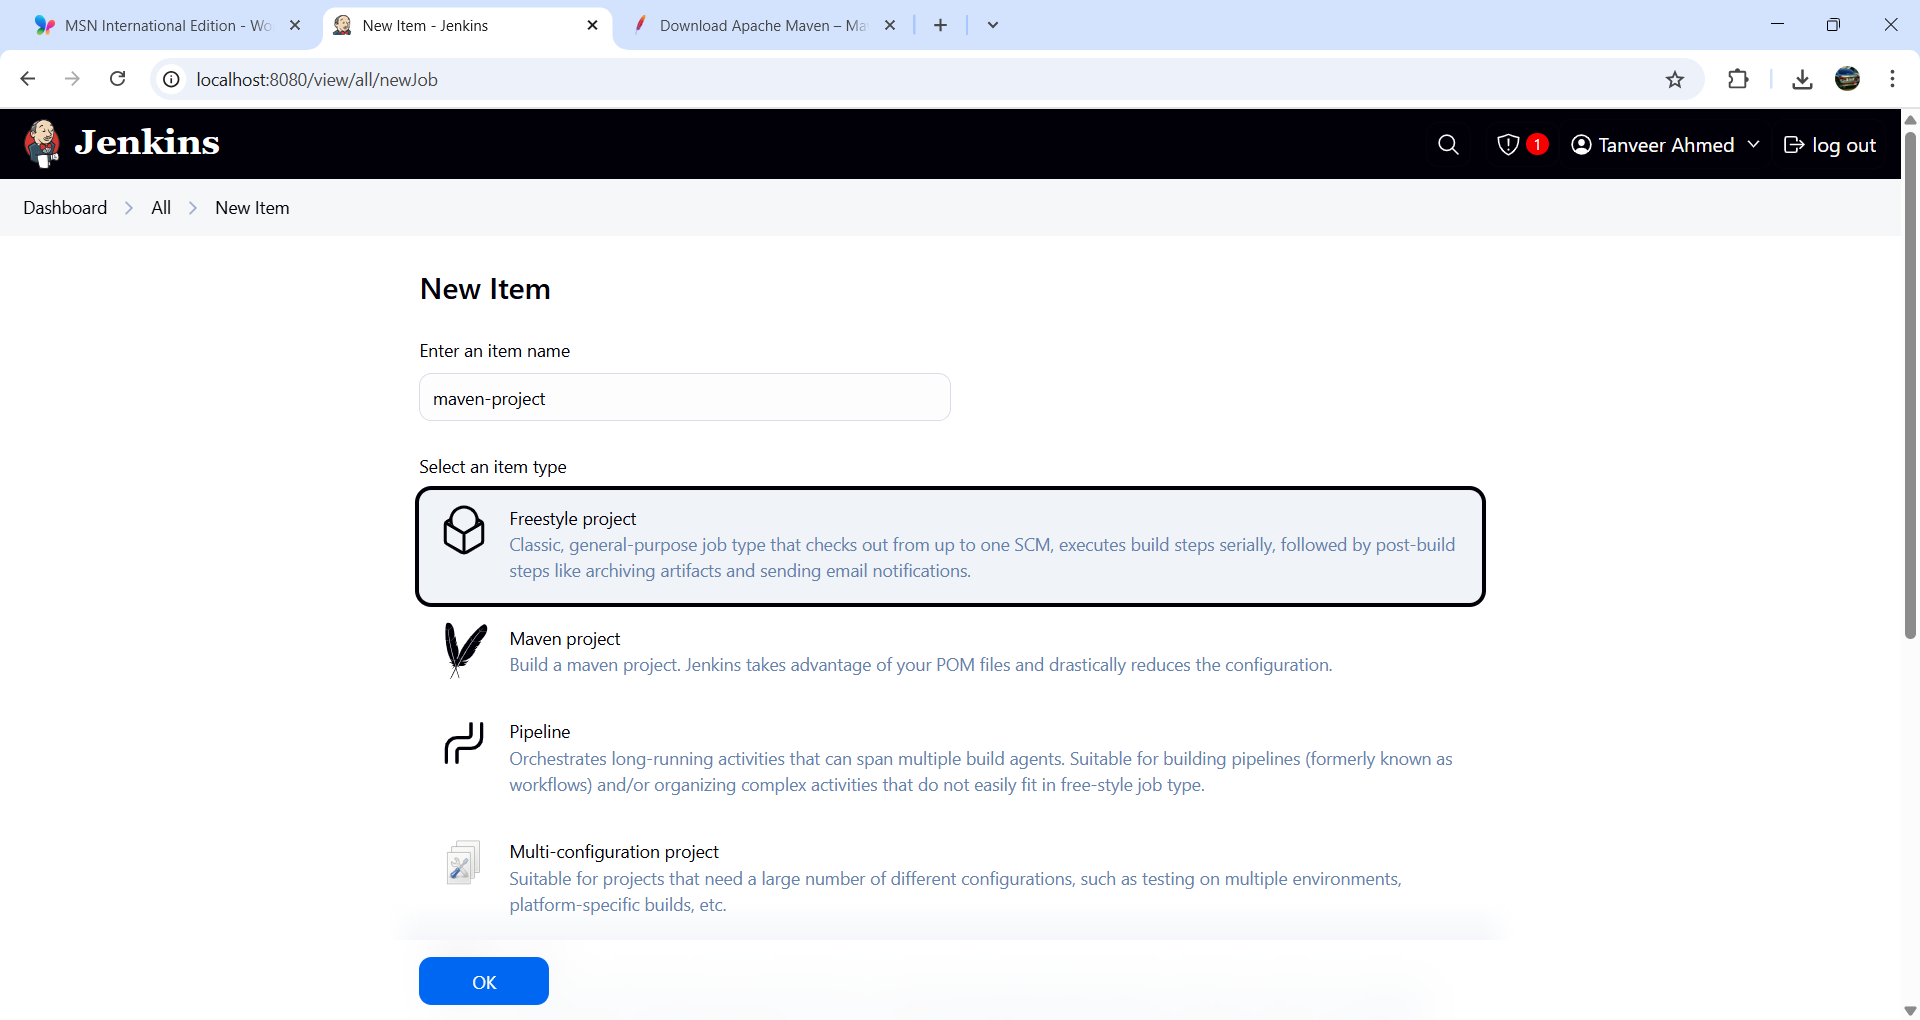 MSN International Edition - Wo
New Item - Jenkins
Download Apache Maven – Ma
localhost:8080/view/all/newJob
Jenkins
1
Tanveer Ahmed
log out
Dashboard
All
New Item
New Item
Enter an item name
maven-project
Select an item type
Freestyle project
Classic, general-purpose job type that checks out from up to one SCM, executes build steps serially, followed by post-build
steps like archiving artifacts and sending email notifications.
Maven project
Build a maven project. Jenkins takes advantage of your POM files and drastically reduces the configuration.
Pipeline
Orchestrates long-running activities that can span multiple build agents. Suitable for building pipelines (formerly known as
workflows) and/or organizing complex activities that do not easily fit in free-style job type.
Multi-configuration project
Suitable for projects that need a large number of different configurations, such as testing on multiple environments,
platform-specific builds, etc.
OK